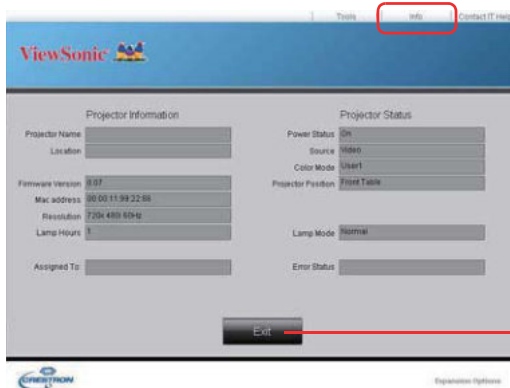 Tools Info Contact IT Help
ViewSonic
Projector Information
Projector Name
Location
Firmware Version 0.07
Mac address 00:00:11:99:22:66
Resolution 720x 480i 60Hz
Lamp Hours 1
Assigned To:
Projector Status
Power Status On
Source Video
Color Mode User1
Projector Position Front Table
Lamp Mode Normal
Error Status
Exit
CRESTRON
Expansion Options